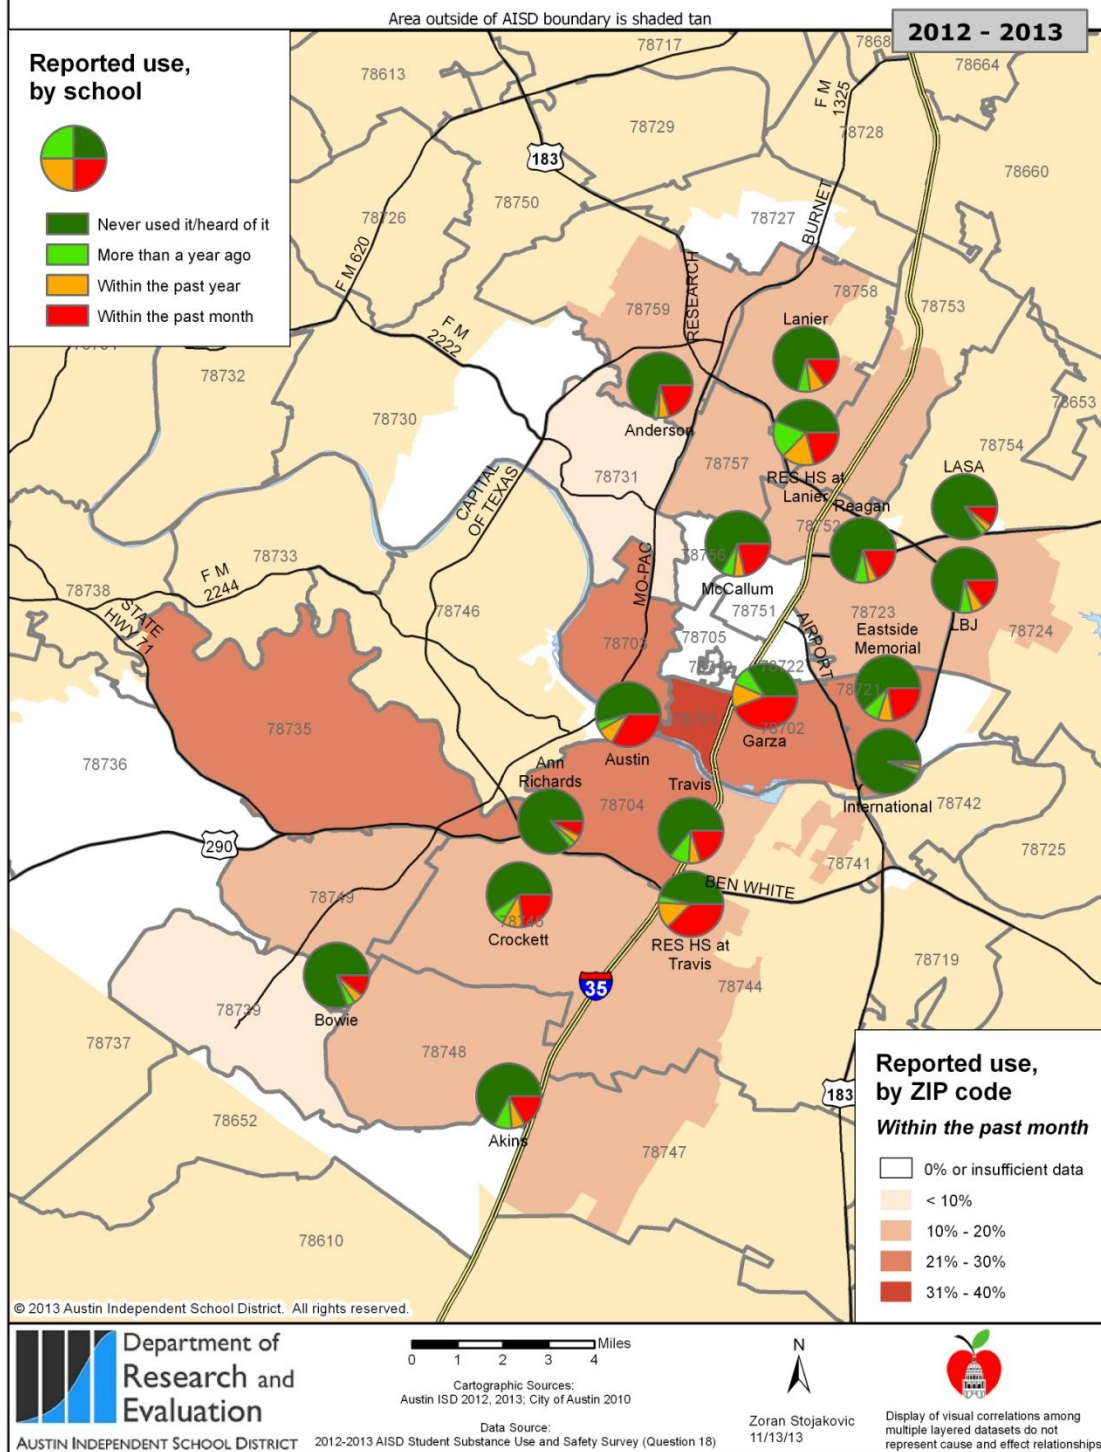 Area outside of AISD boundary is shaded tan
2012 - 2013
Reported use,
by school
Never used it/heard of it
More than a year ago
Within the past year
Within the past month
78717
78613
78664
78729
F M
1325
78728
183
78660
78750
78727
BURNET
78726
F M 620
RESEARCH
78758
78753
78759
F M
2222
Lanier
78732
78653
78730
Anderson
78754
78757
RES HS at
Lanier
LASA
78731
CAPITAL
OF TEXAS
Reagan
78752
MO-PAC
78756
McCallum
78733
F M
2244
78738
STATE
HWY 71
78746
78751
78723
LBJ
78724
Eastside
Memorial
AIRPORT
78703
78705
78722
78721
78735
78701
78702
Garza
78736
Austin
Ann
Richards
78704
Travis
International
78742
290
78741
78725
BEN WHITE
78749
78745
Crockett
RES HS at
Travis
78719
35
78744
78739
Bowie
78737
78748
183
78652
Akins
78747
78610
Reported use,
by ZIP code
Within the past month
0% or insufficient data
< 10%
10% - 20%
21% - 30%
31% - 40%
© 2013 Austin Independent School District. All rights reserved.
Department of
Research and
Evaluation
AUSTIN INDEPENDENT SCHOOL DISTRICT
Miles
0 1 2 3 4
Cartographic Sources:
Austin ISD 2012, 2013; City of Austin 2010
Data Source:
2012-2013 AISD Student Substance Use and Safety Survey (Question 18)
N
Zoran Stojakovic
11/13/13
Display of visual correlations among
multiple layered datasets do not
represent cause and effect relationships